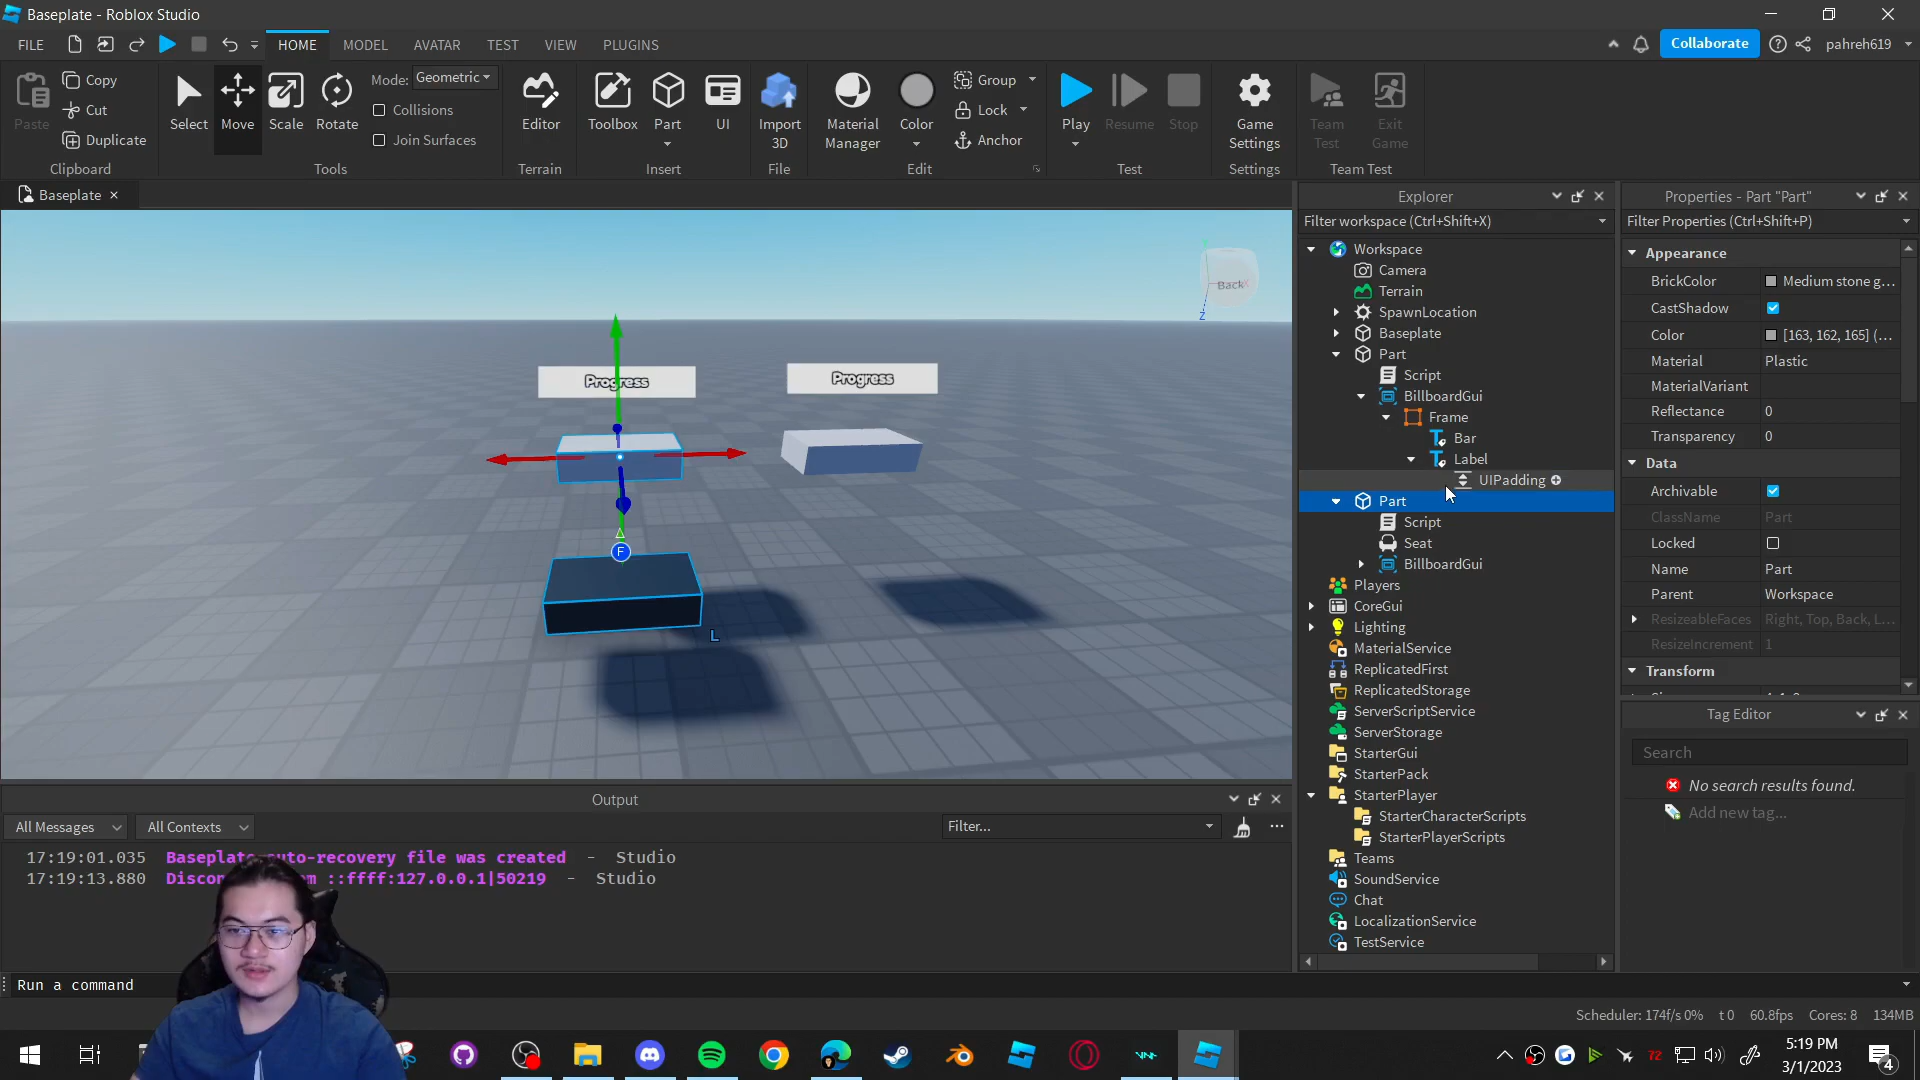 Baseplate - Roblox Studio
FILE
HOME
MODEL
AVATAR
TEST
VIEW
PLUGINS
Collaborate
pahreh619
Paste
Copy
Cut
Duplicate
Clipboard
Select
Move
Scale
Rotate
Mode: Geometric
Collisions
Join Surfaces
Tools
Editor
Terrain
Toolbox
Part
UI
Insert
Import 3D
File
Material Manager
Color
Group
Lock
Anchor
Edit
Play
Resume
Stop
Test
Game Settings
Settings
Team Test
Exit Game
Team Test
Baseplate
Progress
Progress
Back
Z
F
L
Explorer
Filter workspace (Ctrl+Shift+X)
Workspace
Camera
Terrain
SpawnLocation
Baseplate
Part
Script
BillboardGui
Frame
Bar
Label
UIPadding
Part
Script
Seat
BillboardGui
Players
CoreGui
Lighting
MaterialService
ReplicatedFirst
ReplicatedStorage
ServerScriptService
ServerStorage
StarterGui
StarterPack
StarterPlayer
StarterCharacterScripts
StarterPlayerScripts
Teams
SoundService
Chat
LocalizationService
TestService
Properties - Part "Part"
Filter Properties (Ctrl+Shift+P)
Appearance
BrickColor Medium stone g...
CastShadow
Color [163, 162, 165] (...
Material Plastic
MaterialVariant
Reflectance 0
Transparency 0
Data
Archivable
ClassName Part
Locked
Name Part
Parent Workspace
ResizeableFaces Right, Top, Back, L...
ResizeIncrement 1
Transform
Tag Editor
Search
No search results found.
Add new tag...
Output
All Messages
All Contexts
Filter...
17:19:01.035 Baseplate auto-recovery file was created - Studio
17:19:13.880 ::ffff:127.0.0.1|50219 - Studio
Run a command
Scheduler: 174f/s 0% t 0 60.8fps Cores: 8 134MB
72
5:19 PM
3/1/2023
4